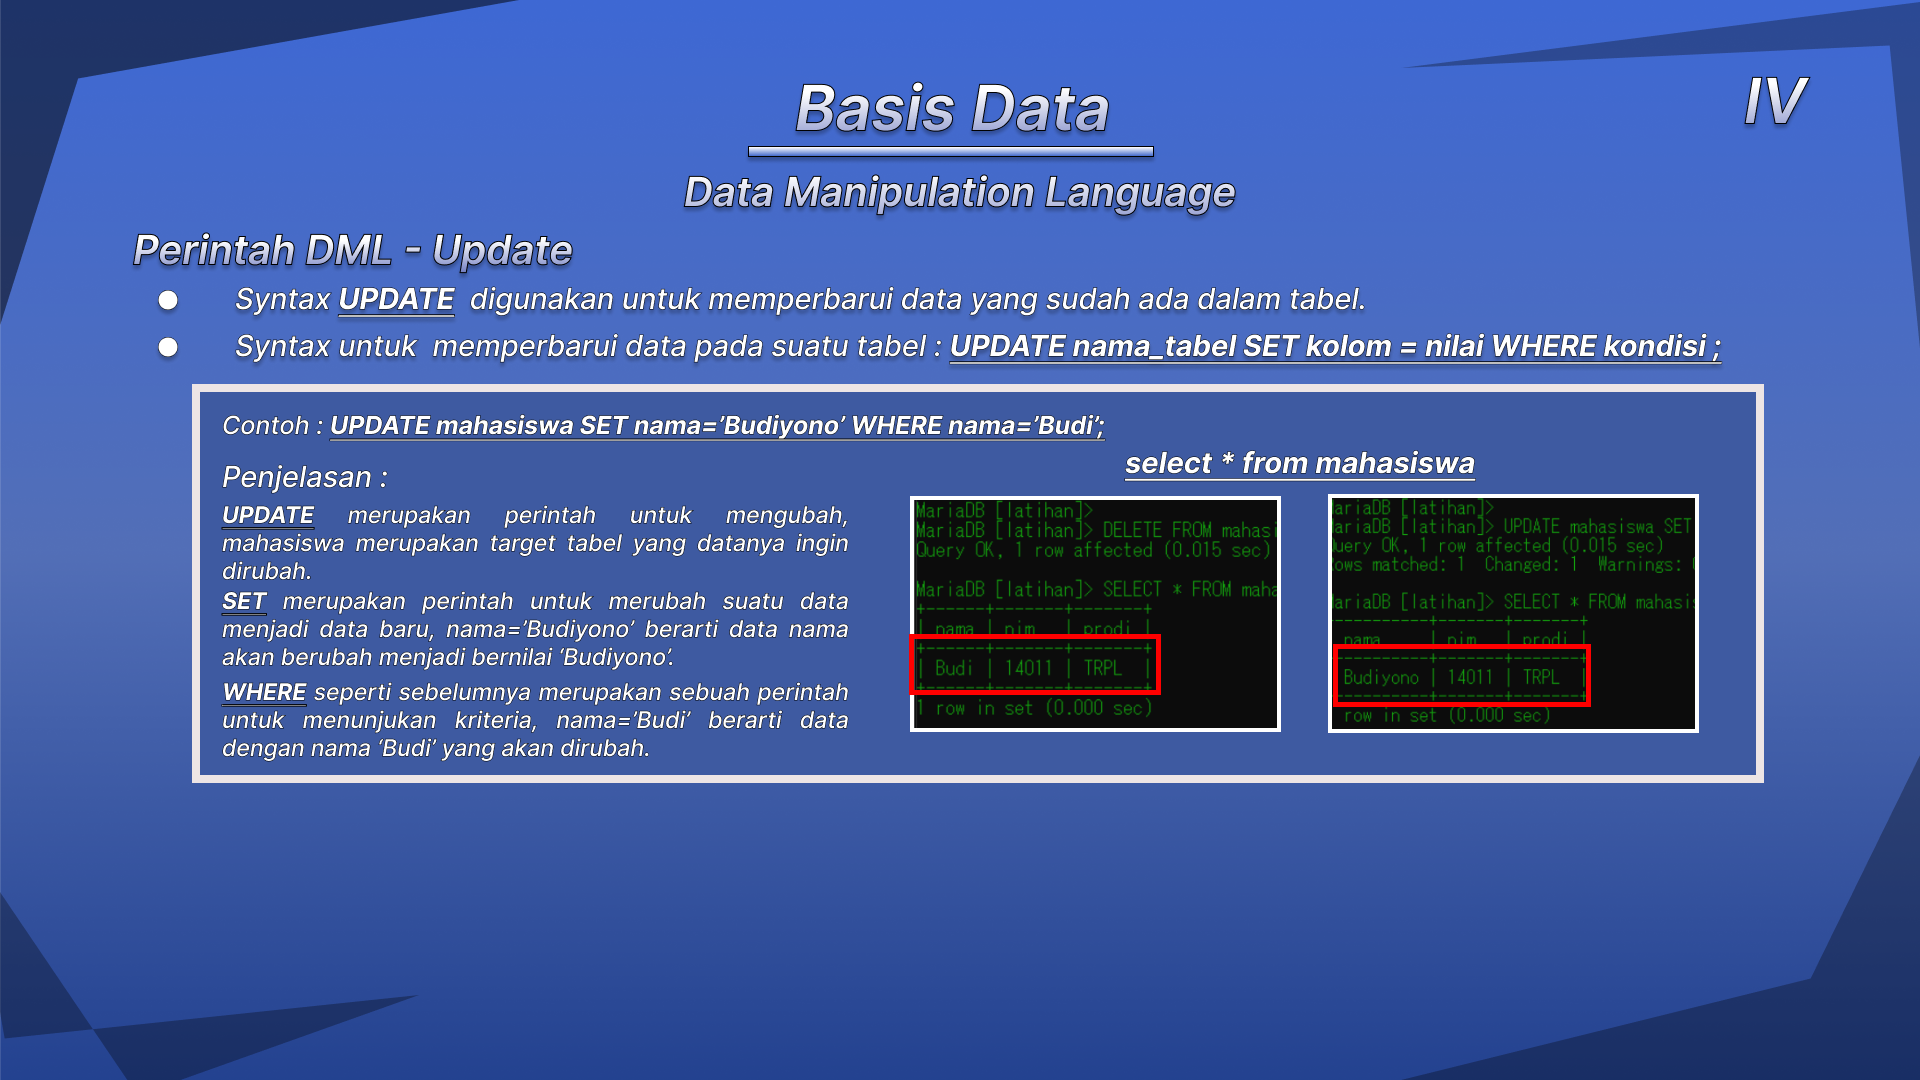 Basis Data
IV
Data Manipulation Language
Perintah DML - Update
● Syntax UPDATE digunakan untuk memperbarui data yang sudah ada dalam tabel.
● Syntax untuk memperbarui data pada suatu tabel : UPDATE nama_tabel SET kolom = nilai WHERE kondisi ;
Contoh : UPDATE mahasiswa SET nama=’Budiyono’ WHERE nama=’Budi’;
Penjelasan :
UPDATE merupakan perintah untuk mengubah,
mahasiswa merupakan target tabel yang datanya ingin
dirubah.
SET merupakan perintah untuk merubah suatu data
menjadi data baru, nama=’Budiyono’ berarti data nama
akan berubah menjadi bernilai ‘Budiyono’.
WHERE seperti sebelumnya merupakan sebuah perintah
untuk menunjukan kriteria, nama=’Budi’ berarti data
dengan nama ‘Budi’ yang akan dirubah.
select * from mahasiswa
MariaDB [latihan]>
MariaDB [latihan]> DELETE FROM mahasi
Query OK, 1 row affected (0.015 sec)
MariaDB [latihan]> SELECT * FROM maha
+------+-------+-------+
| nama | nim | prodi |
+------+-------+-------+
| Budi | 14011 | TRPL |
+------+-------+-------+
1 row in set (0.000 sec)
ariaDB [latihan]>
ariaDB [latihan]> UPDATE mahasiswa SET
uery OK, 1 row affected (0.015 sec)
ows matched: 1 Changed: 1 Warnings:
ariaDB [latihan]> SELECT * FROM mahasis
----------+-------+-------+
nama | nim | prodi |
----------+-------+-------+
Budiyono | 14011 | TRPL |
----------+-------+-------+
row in set (0.000 sec)